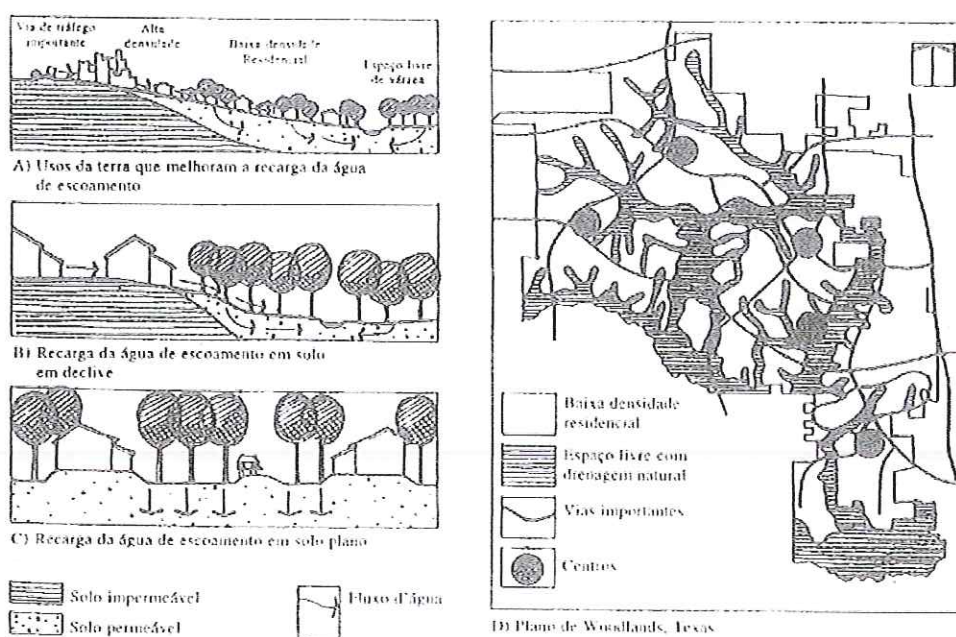 Via de tráfego
importante
Alta
densidade
Baixa densidade
Residencial
Espaço livre
de várzea
A) Usos da terra que melhoram a recarga da água
de escoamento
B) Recarga da água de escoamento em solo
em declive
C) Recarga da água de escoamento em solo plano
Solo impermeável
Solo permeável
Fluxo d'água
Baixa densidade
residencial
Espaço livre com
drenagem natural
Vias importantes
Centros
D) Plano de Woodlands, Texas